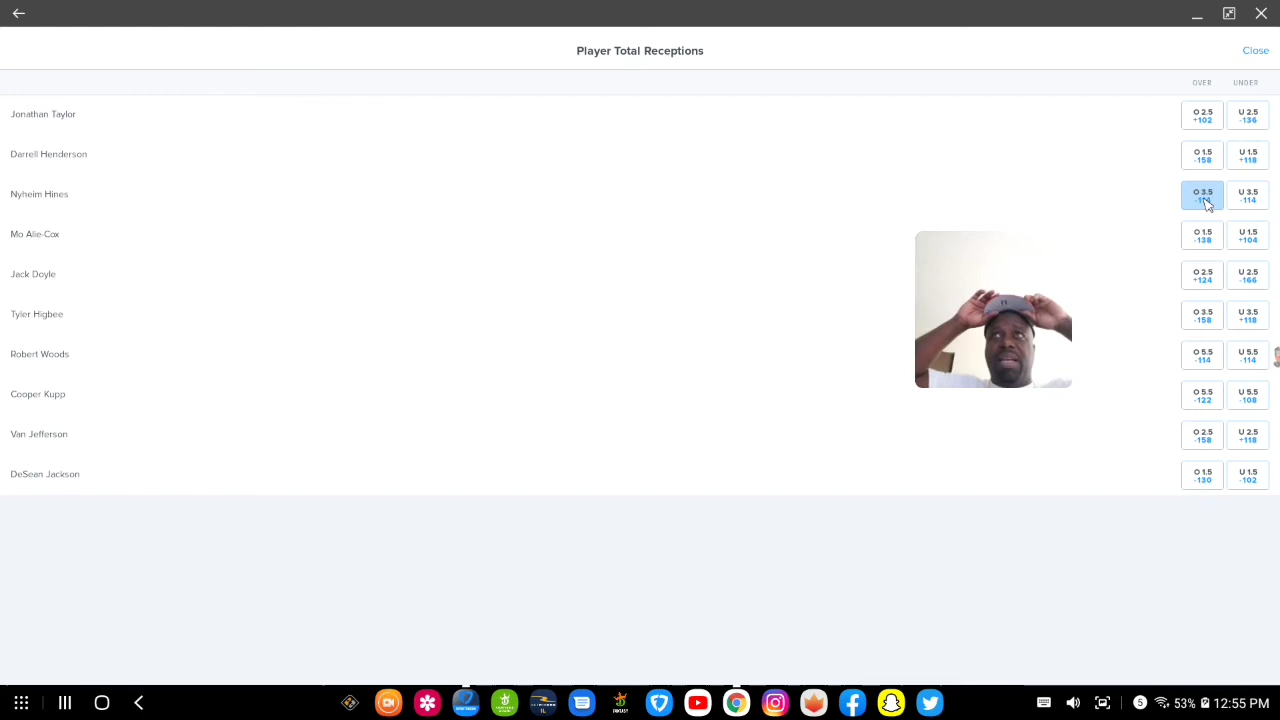 Player Total Receptions
Close
OVER UNDER
Jonathan Taylor
O 2.5 U 2.5
+102 -136
Darrell Henderson
O 1.5 U 1.5
-158 +118
Nyheim Hines
O 3.5 U 3.5
-114
Mo Alie-Cox
O 1.5 U 1.5
-138 +104
Jack Doyle
O 2.5 U 2.5
+124 -166
Tyler Higbee
O 3.5 U 3.5
-158 +118
Robert Woods
O 5.5 U 5.5
-114 -114
Cooper Kupp
O 5.5 U 5.5
-122 -108
Van Jefferson
O 2.5 U 2.5
-158 +118
DeSean Jackson
O 1.5 U 1.5
-130 -102
S 53% 12:55 PM